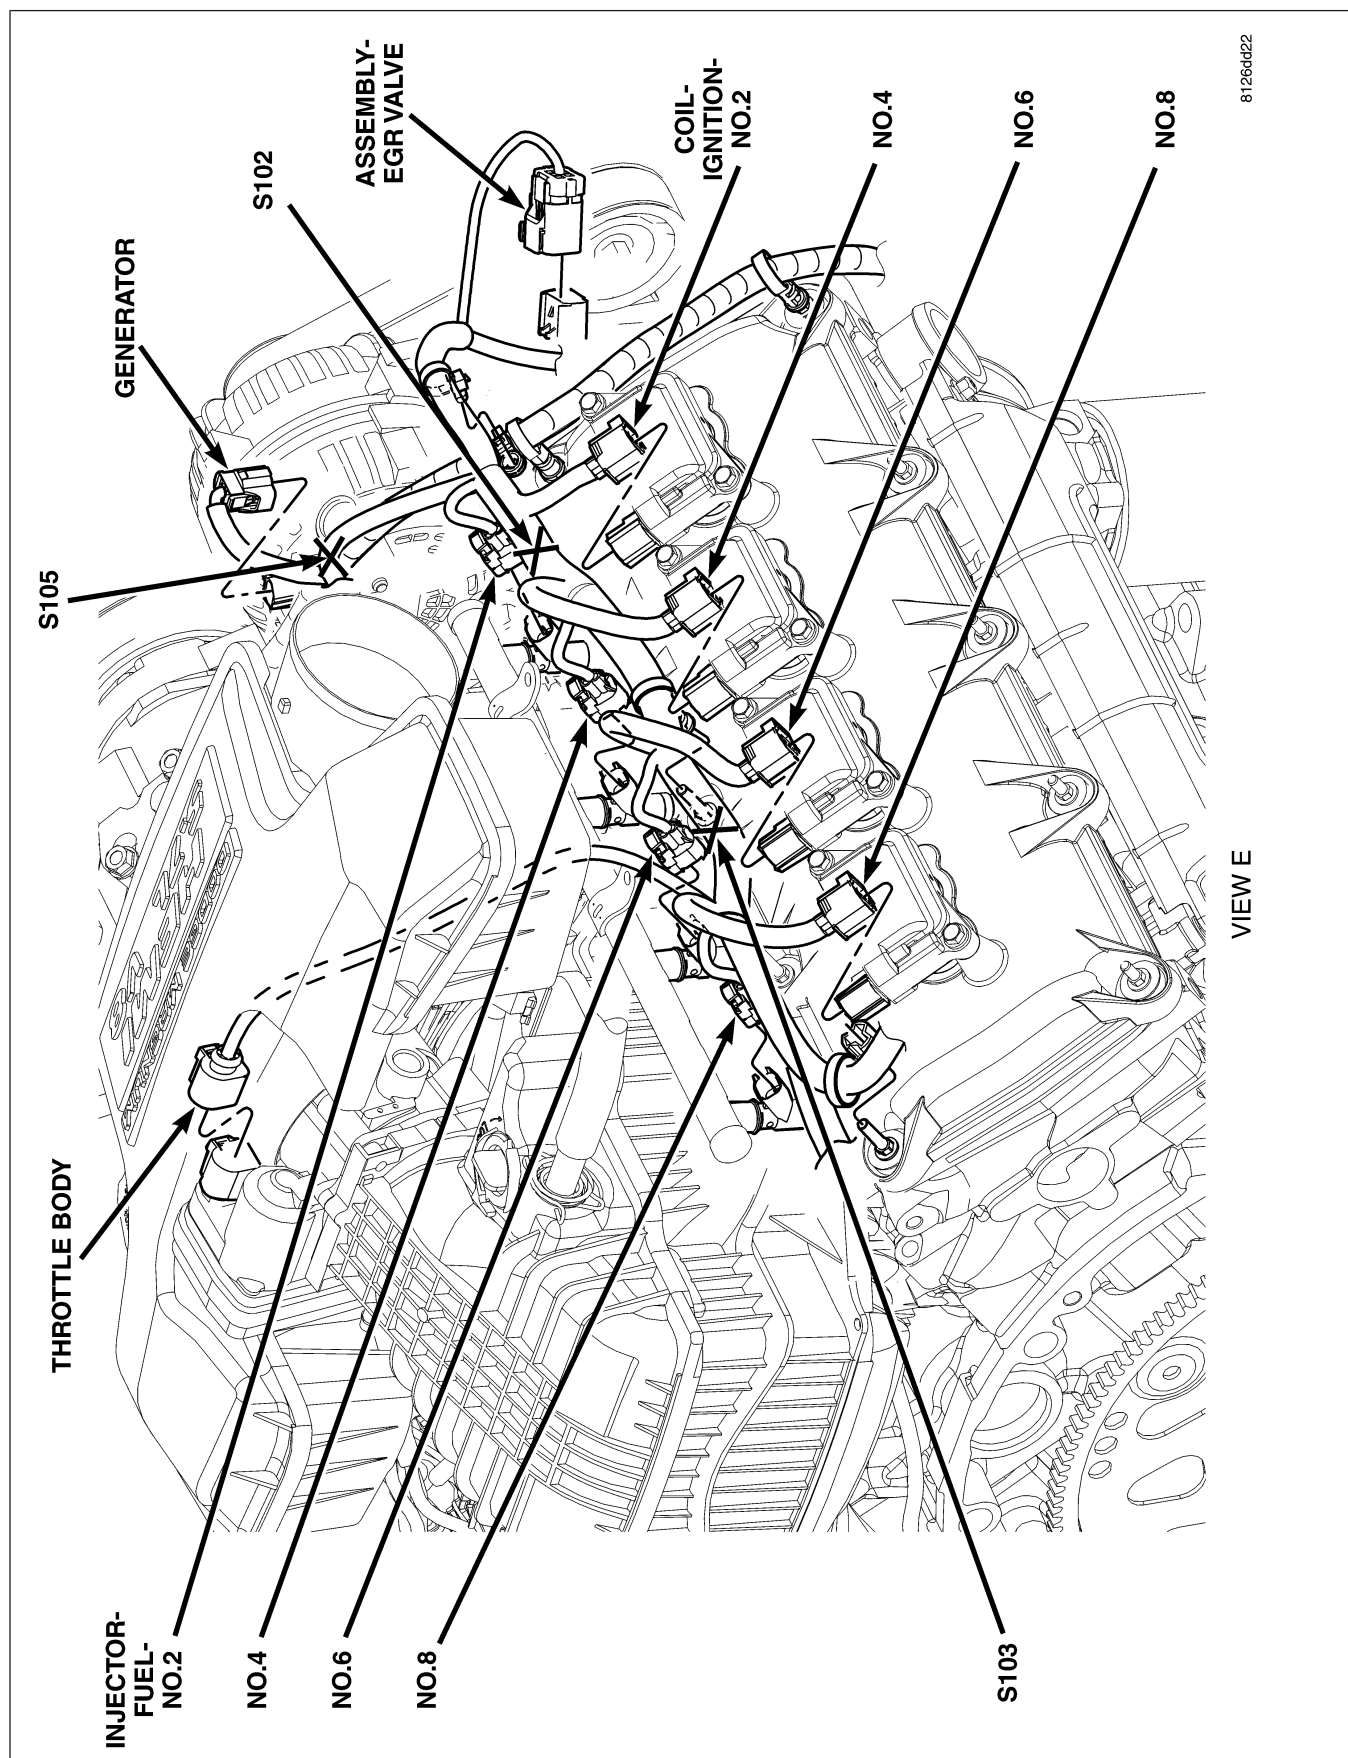 THROTTLE BODY
S105
GENERATOR
S102
ASSEMBLY-
EGR VALVE
COIL-
IGNITION-
NO.2
NO.4
NO.6
NO.8
INJECTOR-
FUEL-
NO.2
NO.4
NO.6
NO.8
S103
VIEW E
8126dd22